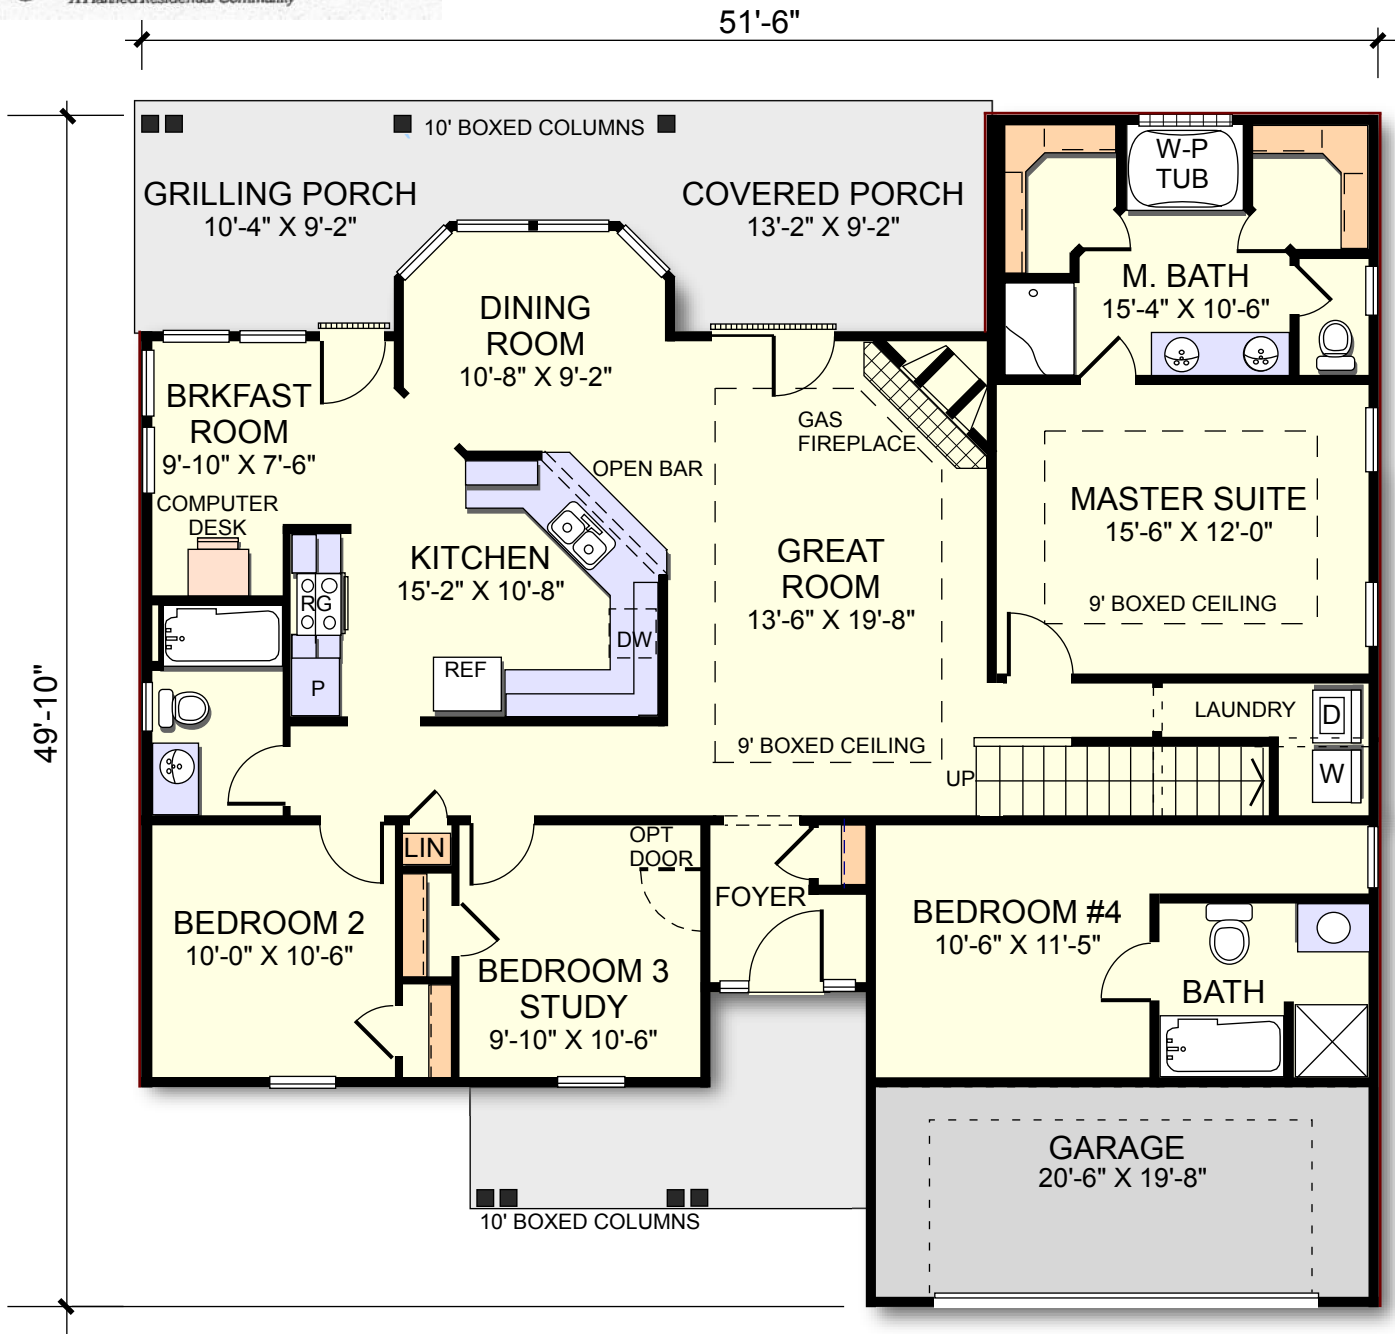 A Planned Residential Community
51'-6"
10' BOXED COLUMNS
GRILLING PORCH
10'-4" X 9'-2"
COVERED PORCH
13'-2" X 9'-2"
W-P
TUB
M. BATH
15'-4" X 10'-6"
DINING
ROOM
10'-8" X 9'-2"
BRKFAST
ROOM
9'-10" X 7'-6"
COMPUTER
DESK
GAS
FIREPLACE
OPEN BAR
MASTER SUITE
15'-6" X 12'-0"
9' BOXED CEILING
KITCHEN
15'-2" X 10'-8"
GREAT
ROOM
13'-6" X 19'-8"
RG
DW
REF
P
49'-10"
LAUNDRY
D
W
9' BOXED CEILING
UP
LIN
OPT
DOOR
FOYER
BEDROOM 2
10'-0" X 10'-6"
BEDROOM 3
STUDY
9'-10" X 10'-6"
BEDROOM #4
10'-6" X 11'-5"
BATH
GARAGE
20'-6" X 19'-8"
10' BOXED COLUMNS